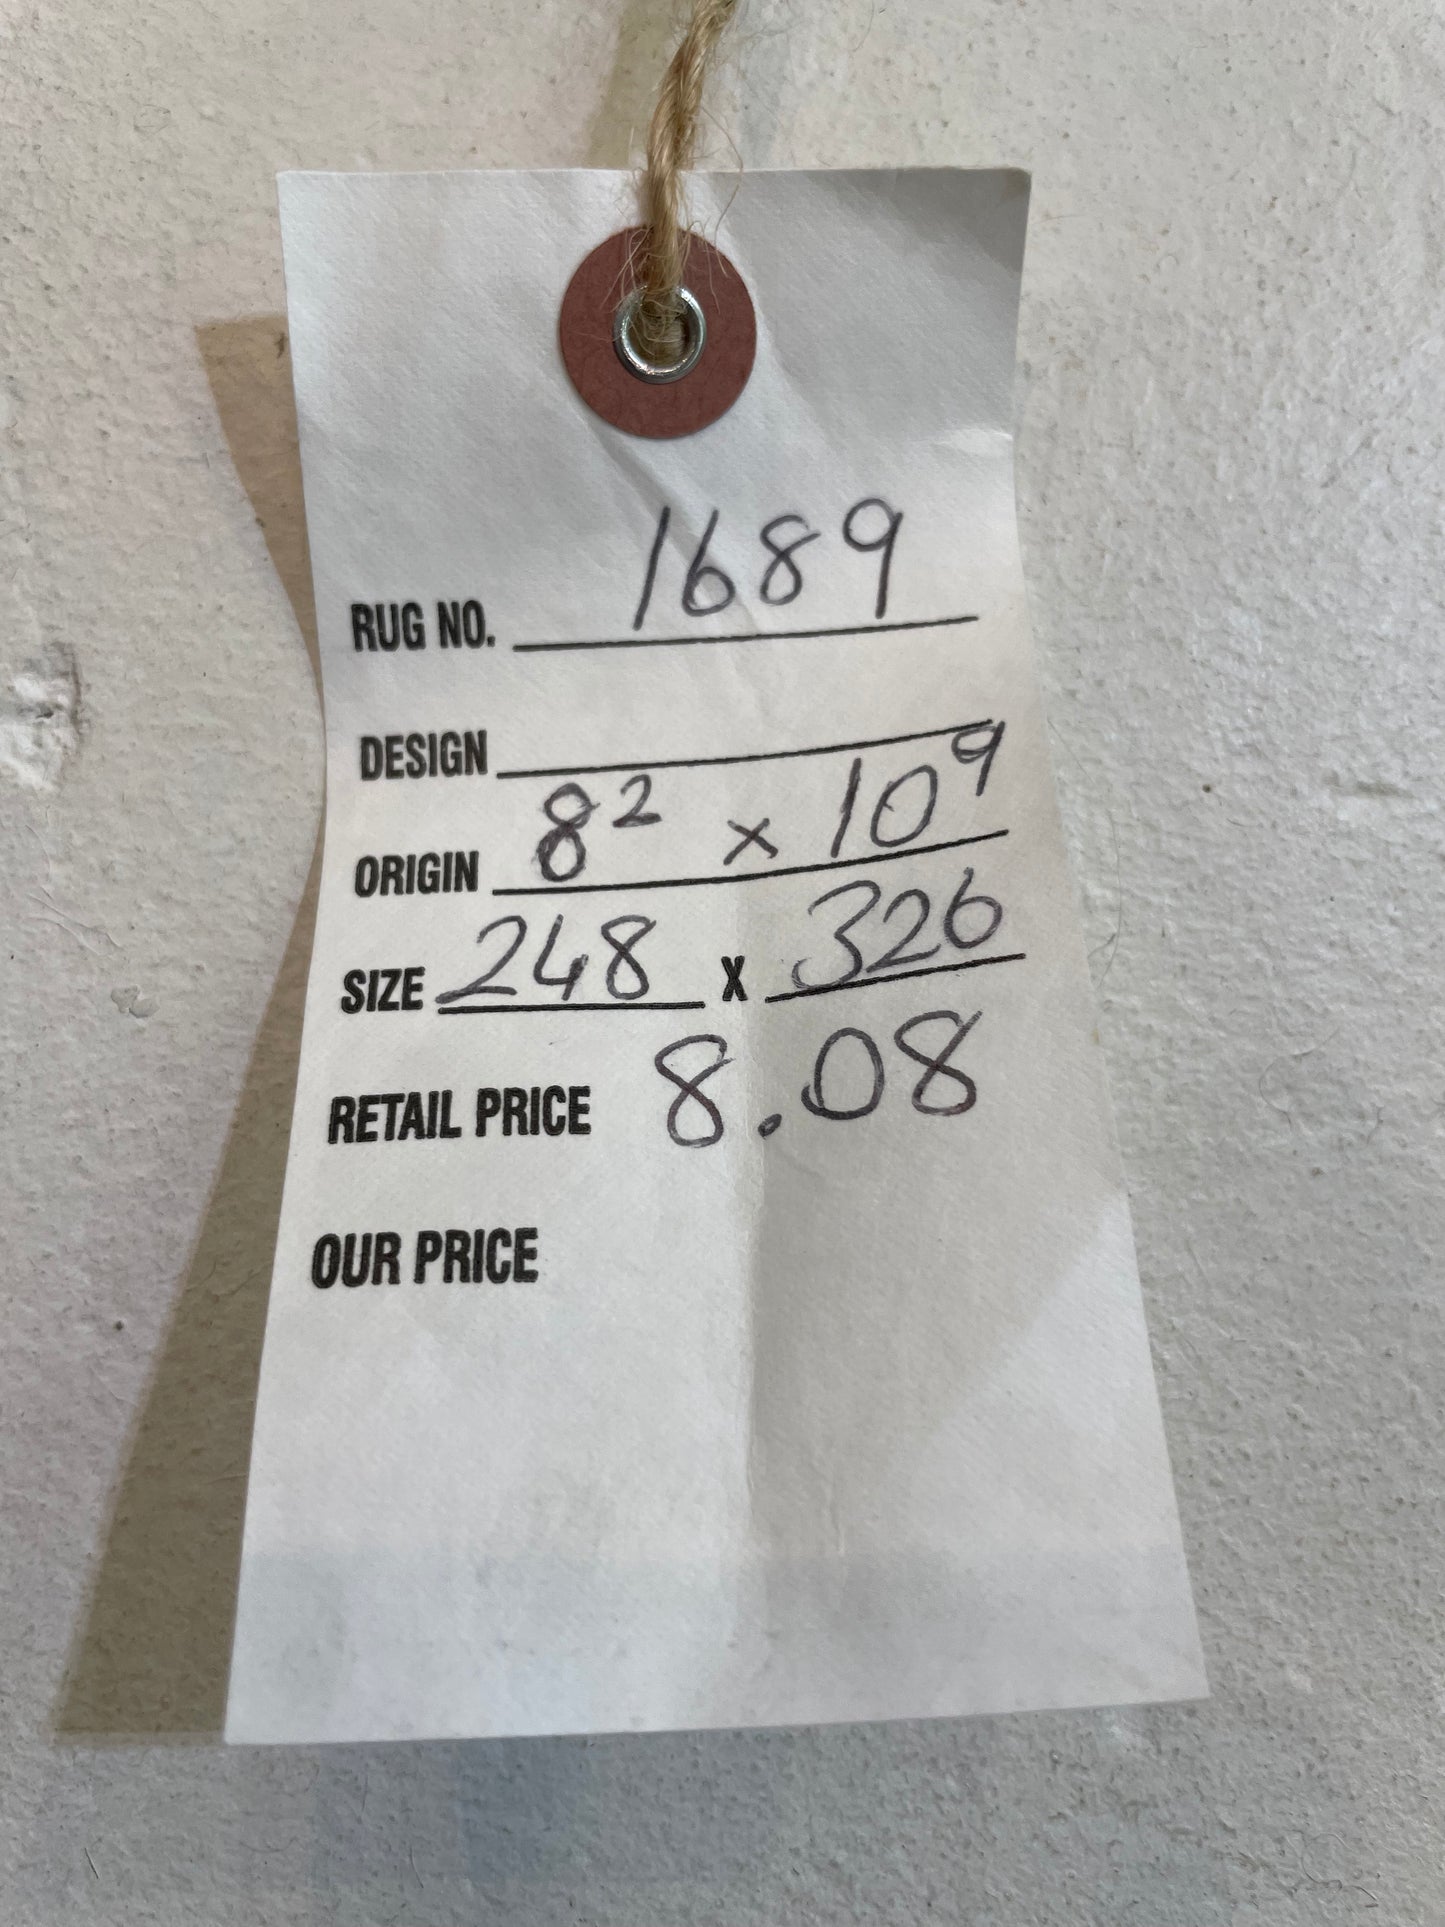 RUG NO. 1689
DESIGN
ORIGIN 8² x 10⁹
SIZE 248 X 326
RETAIL PRICE 8.08
OUR PRICE